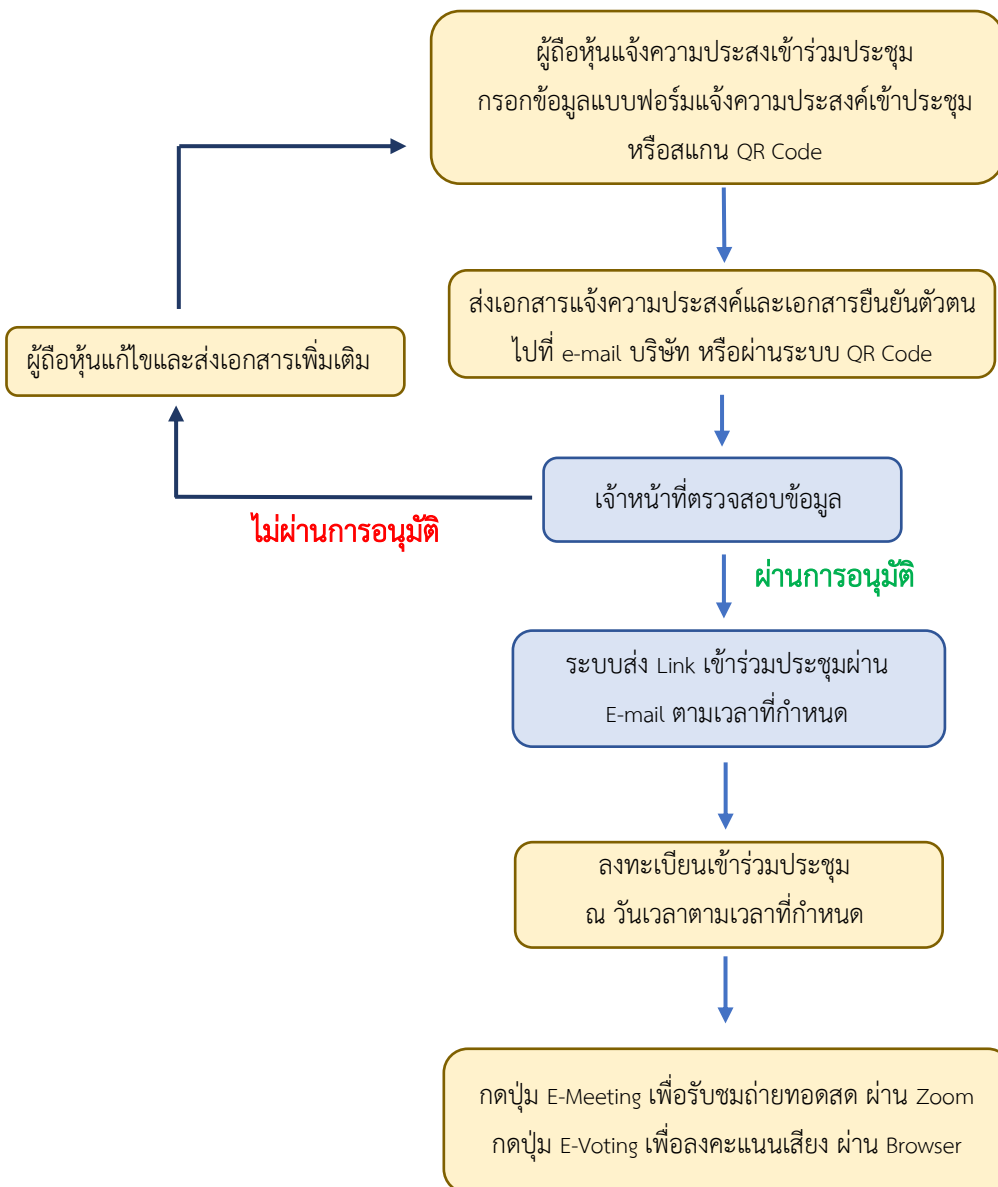 ผู้ถือหุ้นแจ้งความประสงเข้าร่วมประชุม
กรอกข้อมูลแบบฟอร์มแจ้งความประสงค์เข้าประชุม
หรือสแกน QR Code
ส่งเอกสารแจ้งความประสงค์และเอกสารยืนยันตัวตน
ไปที่ e-mail บริษัท หรือผ่านระบบ QR Code
ผู้ถือหุ้นแก้ไขและส่งเอกสารเพิ่มเติม
เจ้าหน้าที่ตรวจสอบข้อมูล
ไม่ผ่านการอนุมัติ
ผ่านการอนุมัติ
ระบบส่ง Link เข้าร่วมประชุมผ่าน
E-mail ตามเวลาที่กำหนด
ลงทะเบียนเข้าร่วมประชุม
ณ วันเวลาตามเวลาที่กำหนด
กดปุ่ม E-Meeting เพื่อรับชมถ่ายทอดสด ผ่าน Zoom
กดปุ่ม E-Voting เพื่อลงคะแนนเสียง ผ่าน Browser